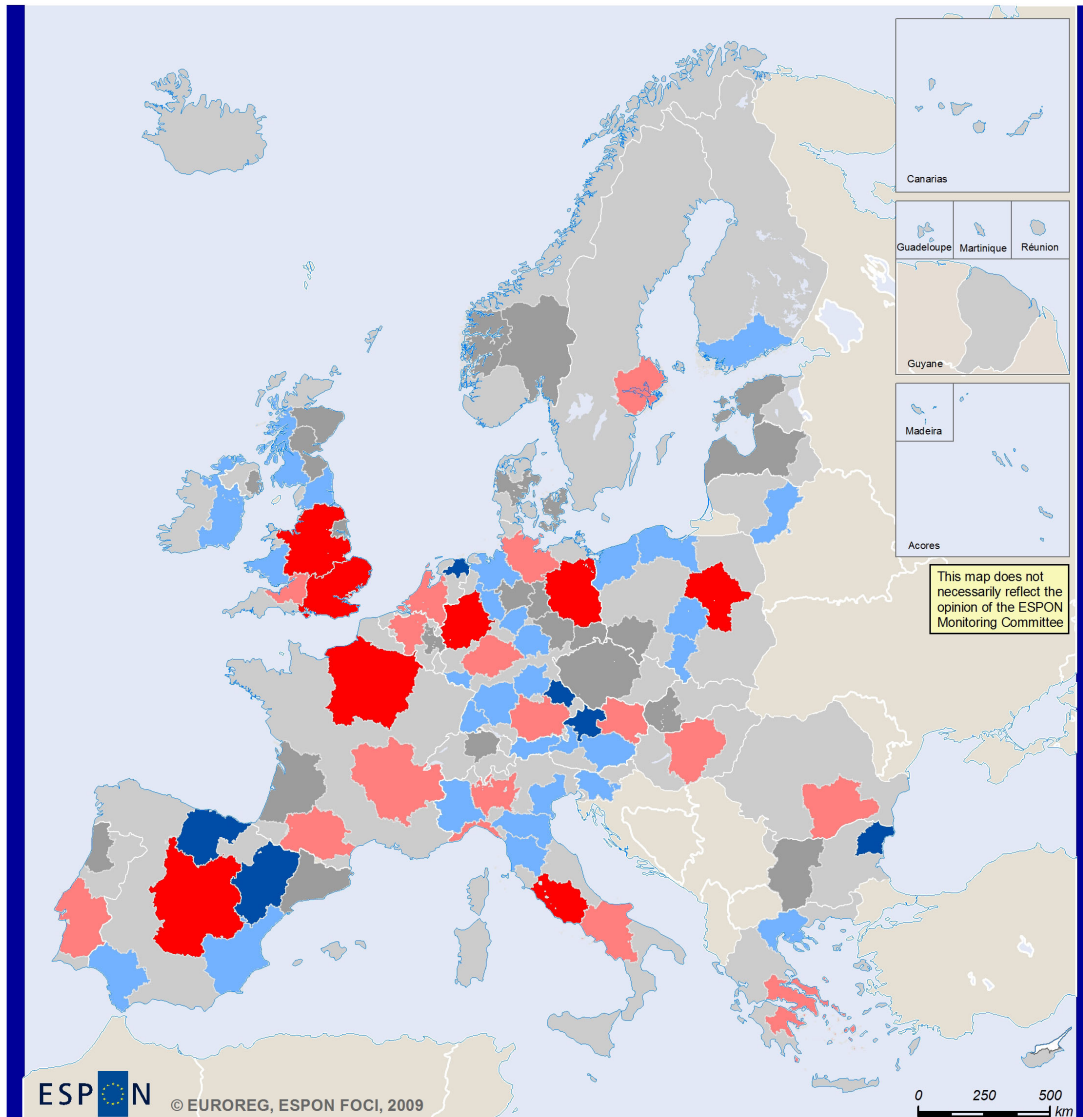 Canarias
Guadeloupe
Martinique
Réunion
Guyane
Madeira
Acores
This map does not
necessarily reflect the
opinion of the ESPON
Monitoring Committee
ESPON
© EUROREG, ESPON FOCI, 2009
0 250 500
km